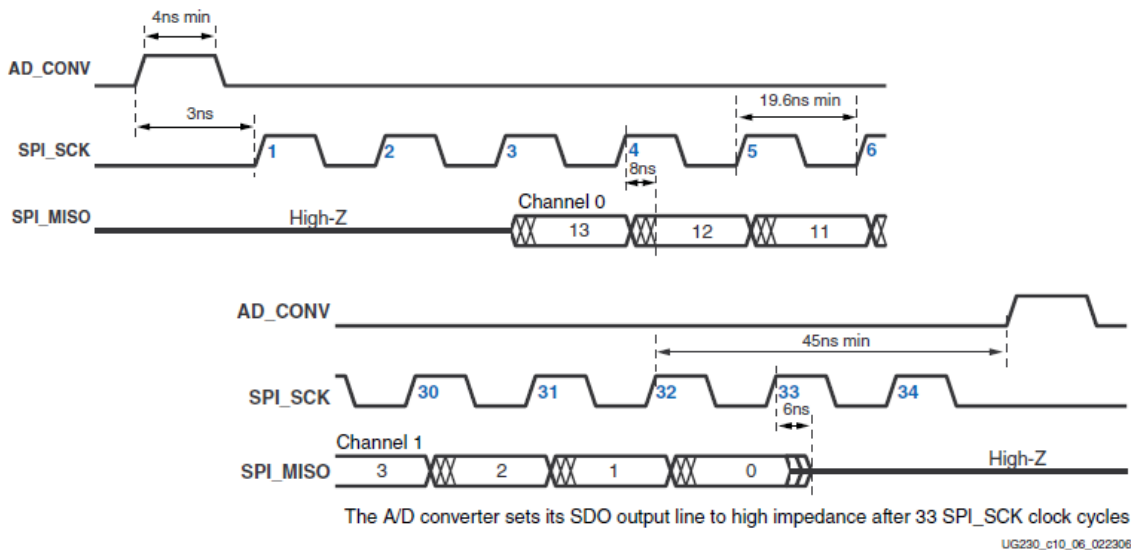 4ns min
AD_CONV
3ns
19.6ns min
SPI_SCK
1 2 3 4 5 6
8ns
Channel 0
SPI_MISO
High-Z
13 12 11
AD_CONV
45ns min
SPI_SCK
30 31 32 33 34
6ns
Channel 1
SPI_MISO
3 2 1 0
High-Z
The A/D converter sets its SDO output line to high impedance after 33 SPI_SCK clock cycles
UG230_c10_06_022306